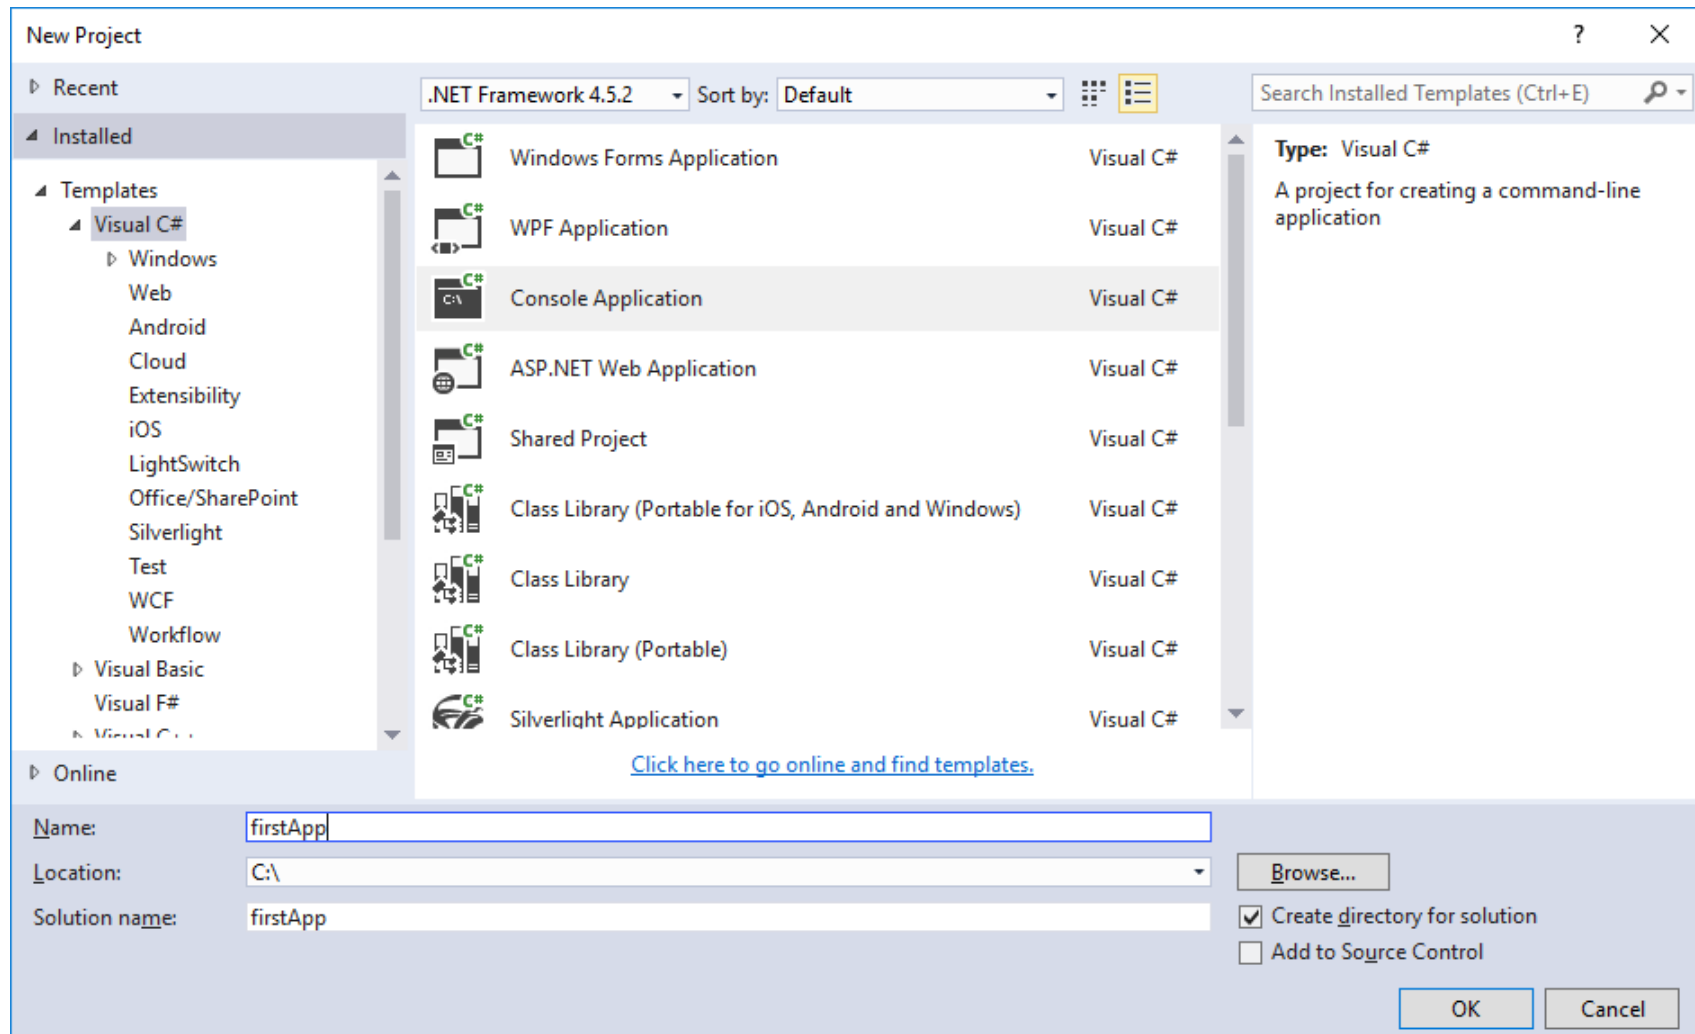 New Project
?
Recent
.NET Framework 4.5.2
Sort by: Default
Search Installed Templates (Ctrl+E)
Installed
Templates
Visual C#
Windows
Web
Android
Cloud
Extensibility
iOS
LightSwitch
Office/SharePoint
Silverlight
Test
WCF
Workflow
Visual Basic
Visual F#
Visual C++
Online
C# Windows Forms Application Visual C#
C# WPF Application Visual C#
C# C:\ Console Application Visual C#
C# ASP.NET Web Application Visual C#
C# Shared Project Visual C#
C# Class Library (Portable for iOS, Android and Windows) Visual C#
C# Class Library Visual C#
C# Class Library (Portable) Visual C#
C# Silverlight Application Visual C#
Click here to go online and find templates.
Type: Visual C#
A project for creating a command-line
application
Name: firstApp
Location: C:\
Browse...
Solution name: firstApp
Create directory for solution
Add to Source Control
OK
Cancel